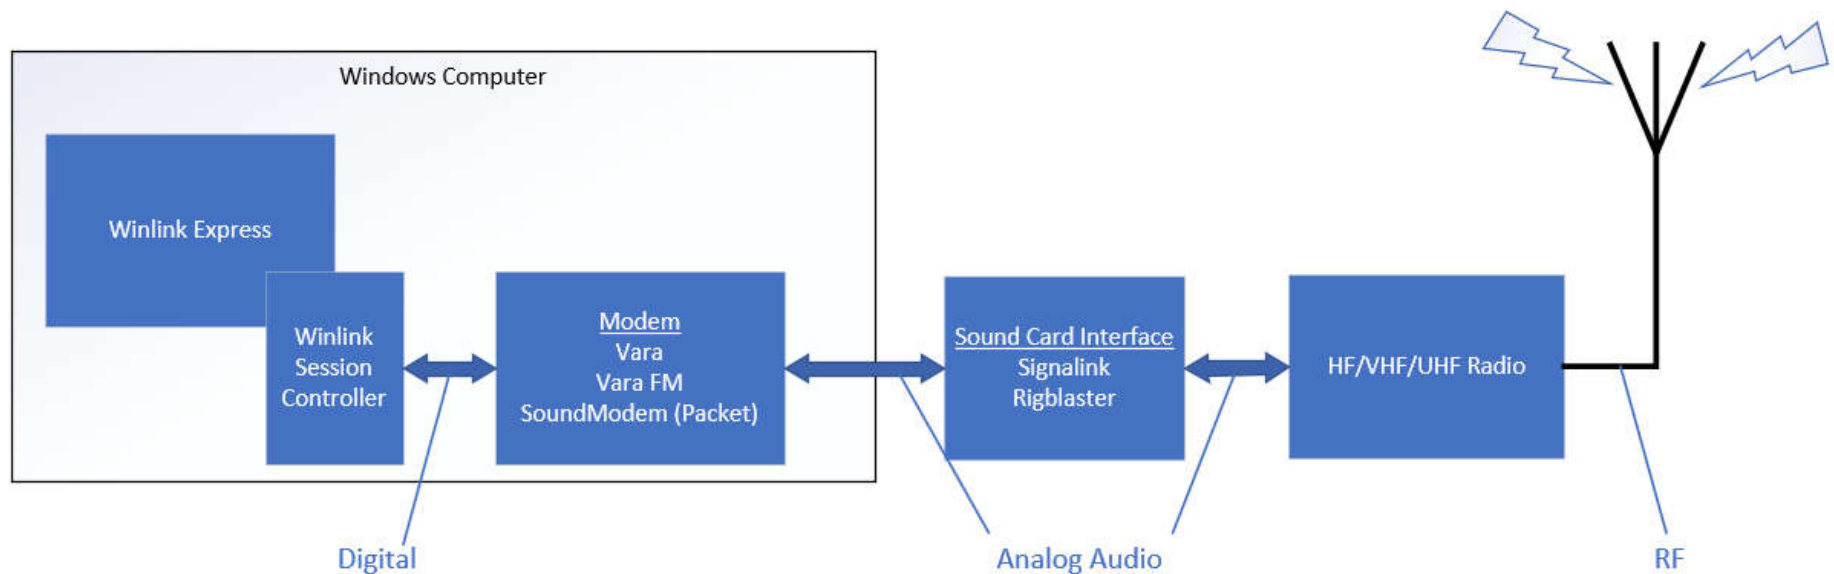 Windows Computer
Winlink Express
Winlink
Session
Controller
Modem
Vara
Vara FM
SoundModem (Packet)
Sound Card Interface
Signalink
Rigblaster
HF/VHF/UHF Radio
Digital
Analog Audio
RF